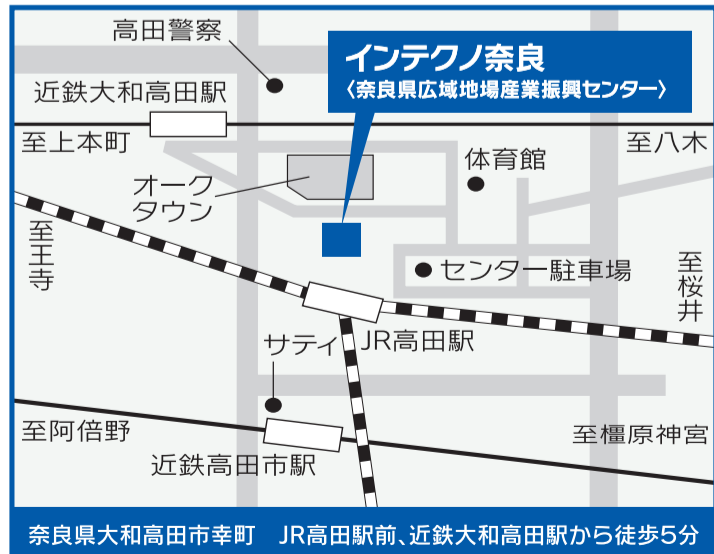 高田警察
インテクノ奈良
〈奈良県広域地場産業振興センター〉
近鉄大和高田駅
至上本町
至八木
体育館
オーク
タウン
至王寺
センター駐車場
至桜井
サティ
JR高田駅
至阿倍野
至橿原神宮
近鉄高田市駅
奈良県大和高田市幸町　JR高田駅前、近鉄大和高田駅から徒歩5分